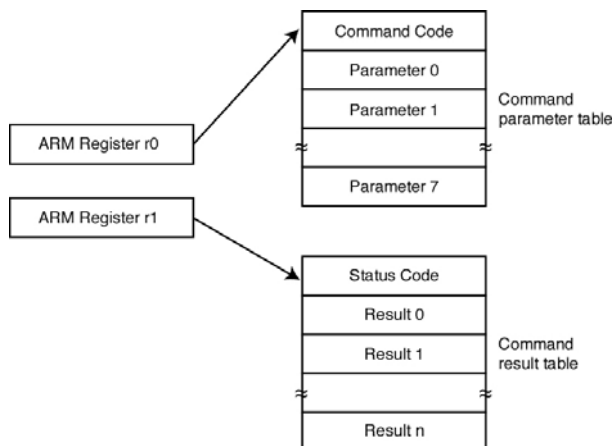 Command Code
Parameter 0
Parameter 1
Parameter 7
Command
parameter table
ARM Register r0
ARM Register r1
Status Code
Result 0
Result 1
Result n
Command
result table